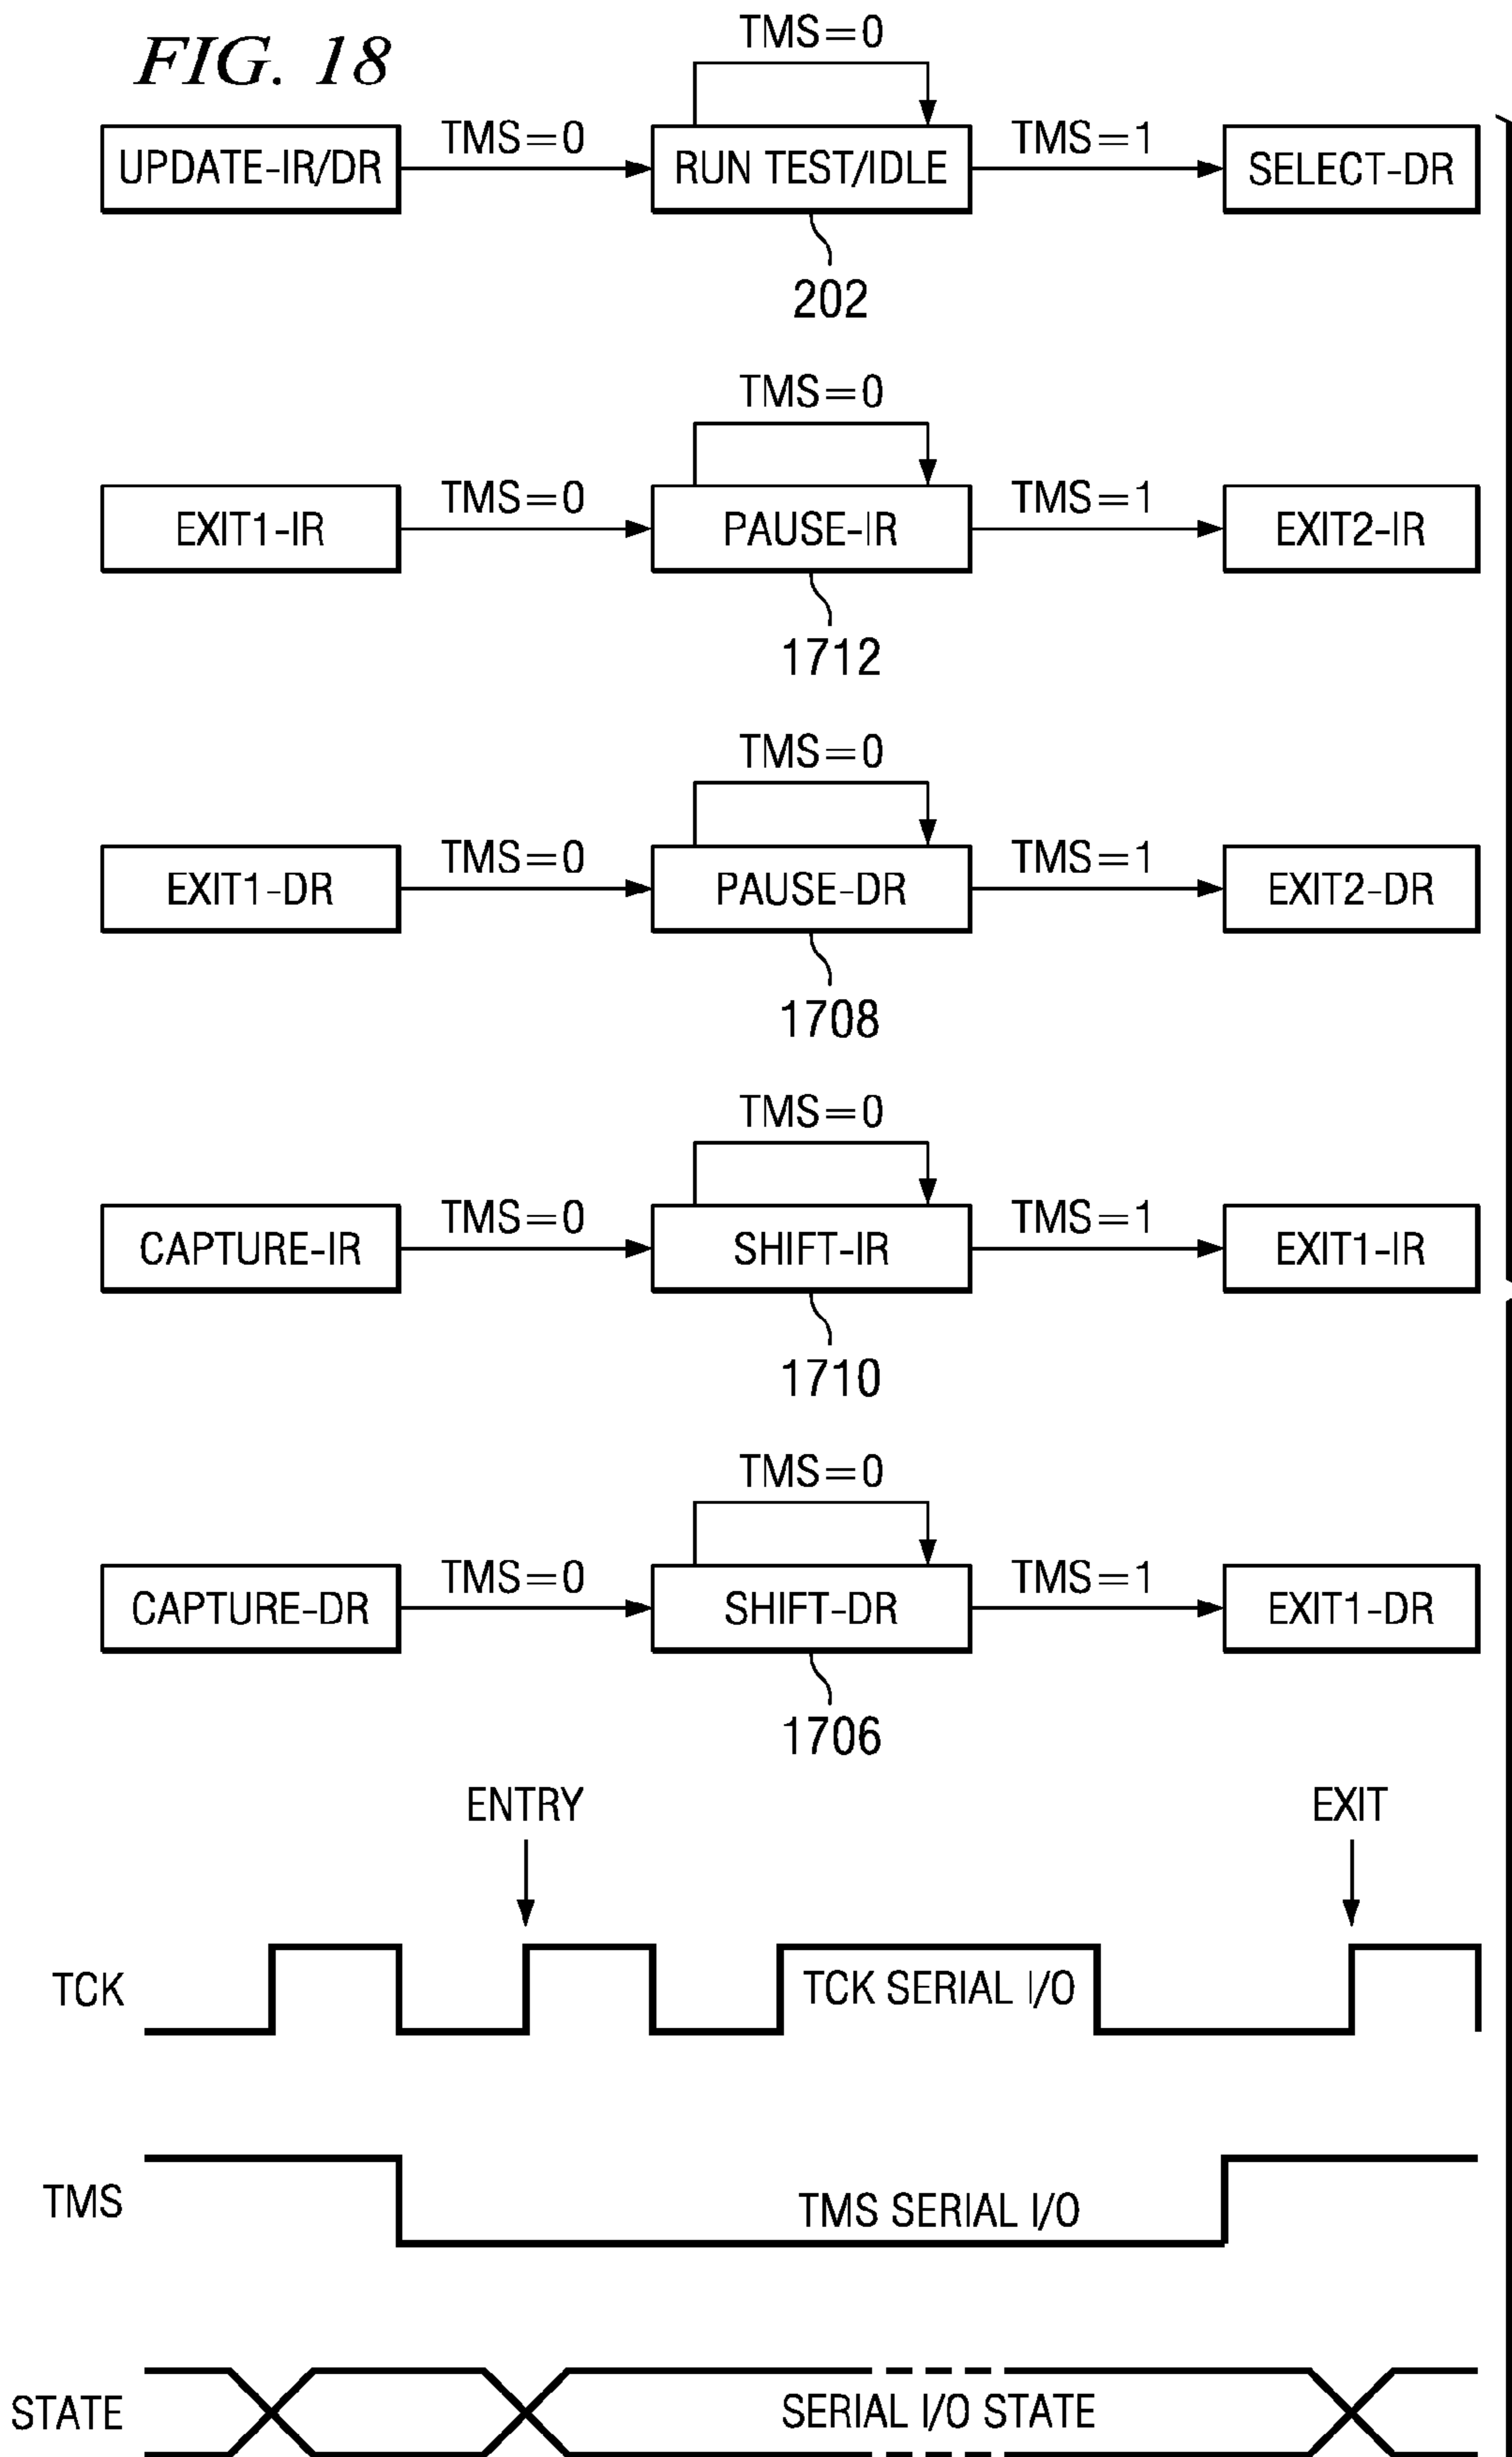 FIG. 18
TMS=0
UPDATE-IR/DR TMS=0 RUN TEST/IDLE TMS=1 SELECT-DR
202
TMS=0
EXIT1-IR TMS=0 PAUSE-IR TMS=1 EXIT2-IR
1712
TMS=0
EXIT1-DR TMS=0 PAUSE-DR TMS=1 EXIT2-DR
1708
TMS=0
CAPTURE-IR TMS=0 SHIFT-IR TMS=1 EXIT1-IR
1710
TMS=0
CAPTURE-DR TMS=0 SHIFT-DR TMS=1 EXIT1-DR
1706
ENTRY EXIT
TCK TCK SERIAL I/O
TMS TMS SERIAL I/O
STATE SERIAL I/O STATE